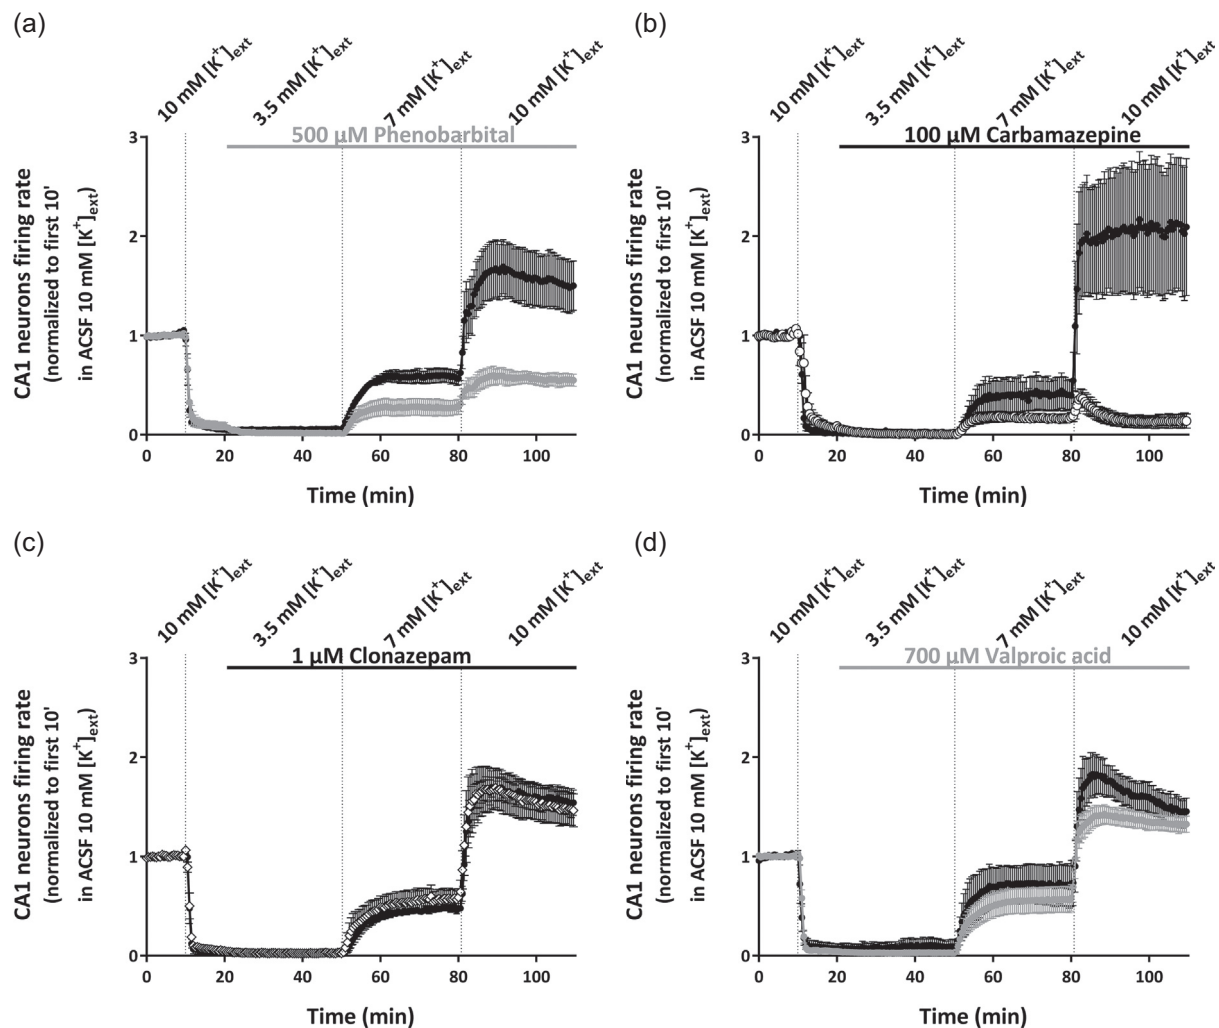 (a)
10 mM [K⁺]ext
3.5 mM [K⁺]ext
7 mM [K⁺]ext
10 mM [K⁺]ext
500 µM Phenobarbital
CA1 neurons firing rate
(normalized to first 10'
in ACSF 10 mM [K⁺]ext)
3
2
1
0
0 20 40 60 80 100
Time (min)
(b)
10 mM [K⁺]ext
3.5 mM [K⁺]ext
7 mM [K⁺]ext
10 mM [K⁺]ext
100 µM Carbamazepine
CA1 neurons firing rate
(normalized to first 10'
in ACSF 10 mM [K⁺]ext)
3
2
1
0
0 20 40 60 80 100
Time (min)
(c)
10 mM [K⁺]ext
3.5 mM [K⁺]ext
7 mM [K⁺]ext
10 mM [K⁺]ext
1 µM Clonazepam
CA1 neurons firing rate
(normalized to first 10'
in ACSF 10 mM [K⁺]ext)
3
2
1
0
0 20 40 60 80 100
Time (min)
(d)
10 mM [K⁺]ext
3.5 mM [K⁺]ext
7 mM [K⁺]ext
10 mM [K⁺]ext
700 µM Valproic acid
CA1 neurons firing rate
(normalized to first 10'
in ACSF 10 mM [K⁺]ext)
3
2
1
0
0 20 40 60 80 100
Time (min)